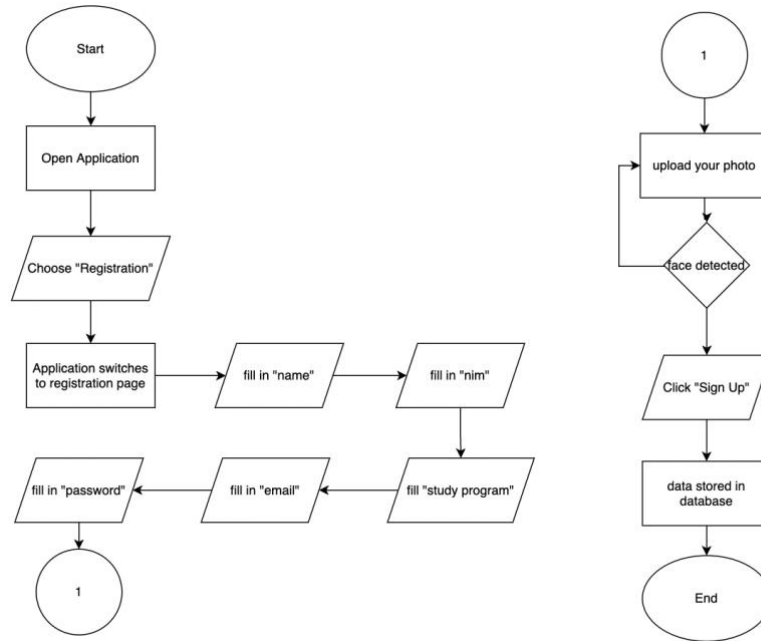 Start
Open Application
Choose "Registration"
Application switches
to registration page
fill in "name"
fill in "nim"
fill "study program"
fill in "email"
fill in "password"
1
1
upload your photo
face detected
Click "Sign Up"
data stored in
database
End